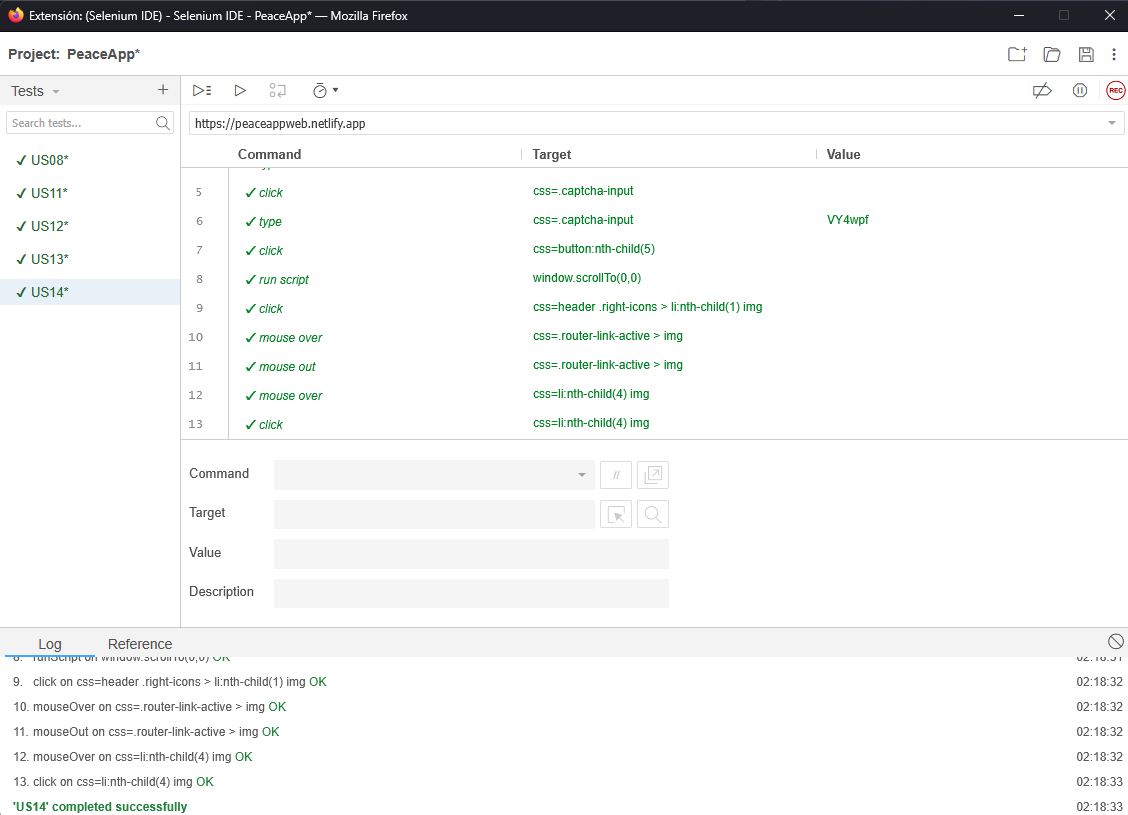 Extensión: (Selenium IDE) - Selenium IDE - PeaceApp* — Mozilla Firefox
Project: PeaceApp*
Tests
Search tests...
US08*
US11*
US12*
US13*
US14*
REC
https://peaceappweb.netlify.app
Command Target Value
5 click css=.captcha-input
6 type css=.captcha-input VY4wpf
7 click css=button:nth-child(5)
8 run script window.scrollTo(0,0)
9 click css=header .right-icons > li:nth-child(1) img
10 mouse over css=.router-link-active > img
11 mouse out css=.router-link-active > img
12 mouse over css=li:nth-child(4) img
13 click css=li:nth-child(4) img
Command //
Target
Value
Description
Log Reference
8. runScript on window.scrollTo(0,0) OK 02:18:31
9. click on css=header .right-icons > li:nth-child(1) img OK 02:18:32
10. mouseOver on css=.router-link-active > img OK 02:18:32
11. mouseOut on css=.router-link-active > img OK 02:18:32
12. mouseOver on css=li:nth-child(4) img OK 02:18:32
13. click on css=li:nth-child(4) img OK 02:18:33
'US14' completed successfully 02:18:33